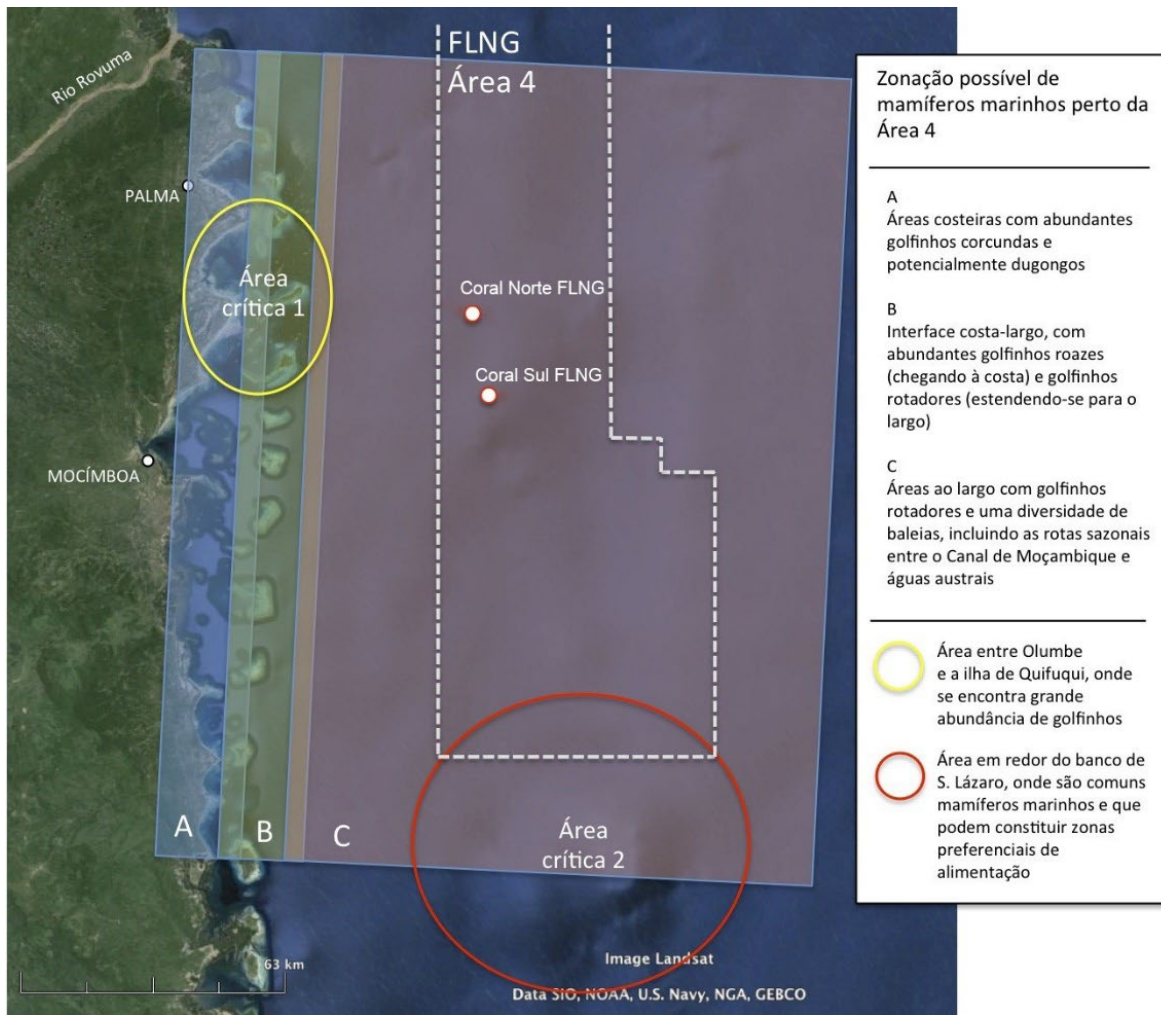 FLNG
Área 4
Rio Rovuma
PALMA
Área
crítica 1
Coral Norte FLNG
Coral Sul FLNG
MOCÍMBOA
A
B
C
Área
crítica 2
63 km
Image Landsat
Data SIO, NOAA, U.S. Navy, NGA, GEBCO
Zonação possível de
mamíferos marinhos perto da
Área 4
A
Áreas costeiras com abundantes
golfinhos corcundas e
potencialmente dugongos
B
Interface costa-largo, com
abundantes golfinhos roazes
(chegando à costa) e golfinhos
rotadores (estendendo-se para o
largo)
C
Áreas ao largo com golfinhos
rotadores e uma diversidade de
baleias, incluindo as rotas sazonais
entre o Canal de Moçambique e
águas austrais
Área entre Olumbe
e a ilha de Quifuqui, onde
se encontra grande
abundância de golfinhos
Área em redor do banco de
S. Lázaro, onde são comuns
mamíferos marinhos e que
podem constituir zonas
preferenciais de
alimentação